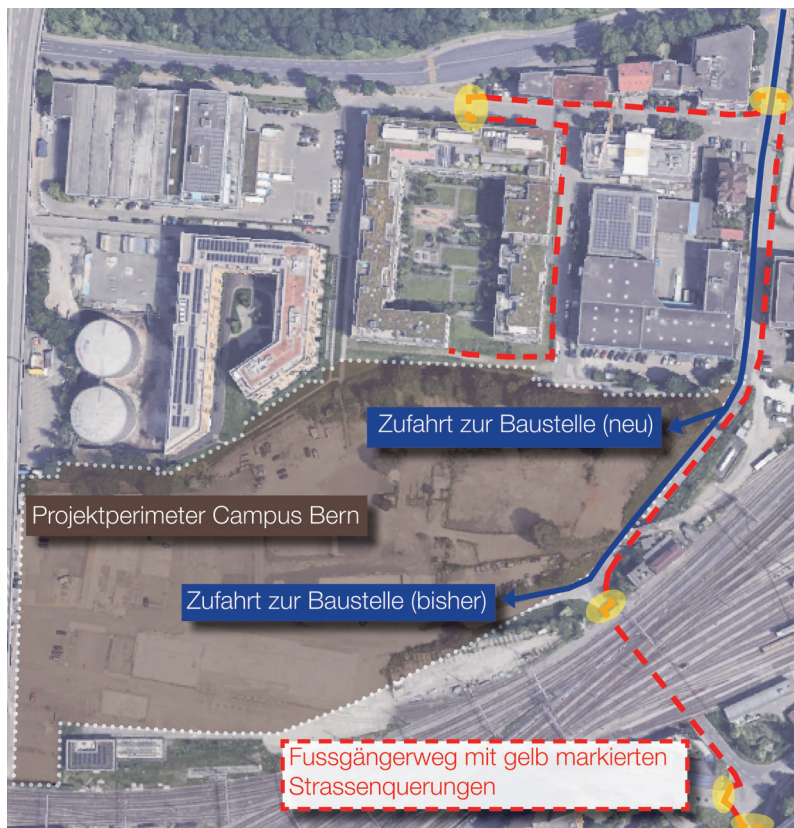 Zufahrt zur Baustelle (neu)
Projektperimeter Campus Bern
Zufahrt zur Baustelle (bisher)
Fussgängerweg mit gelb markierten
Strassenquerungen